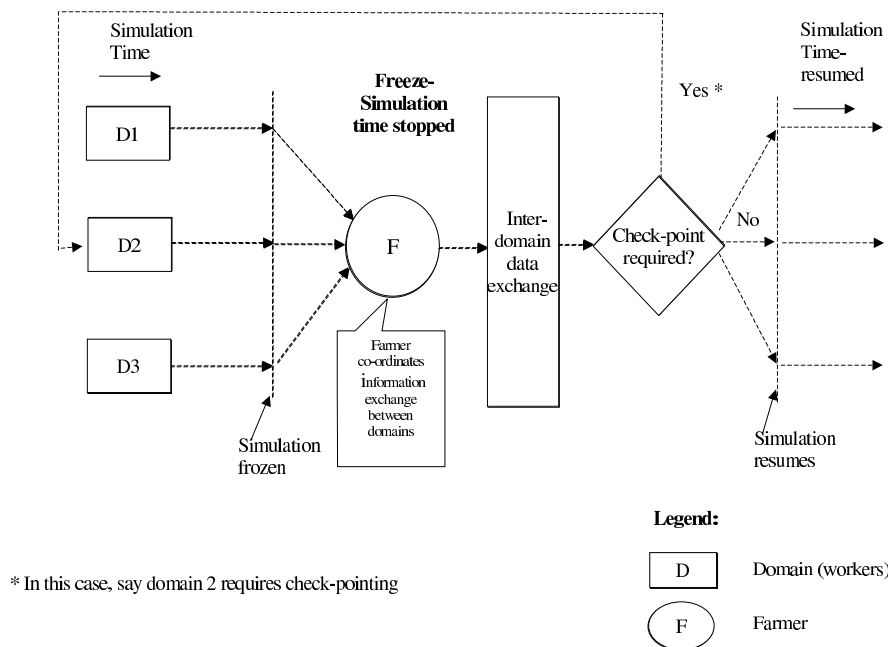 Simulation
Time
Freeze-
Simulation
time stopped
Yes *
Simulation
Time-
resumed
D1
D2
D3
F
Inter-
domain
data
exchange
Check-point
required?
No
Farmer
co-ordinates
information
exchange
between
domains
Simulation
frozen
Simulation
resumes
Legend:
D
Domain (workers)
F
Farmer
* In this case, say domain 2 requires check-pointing